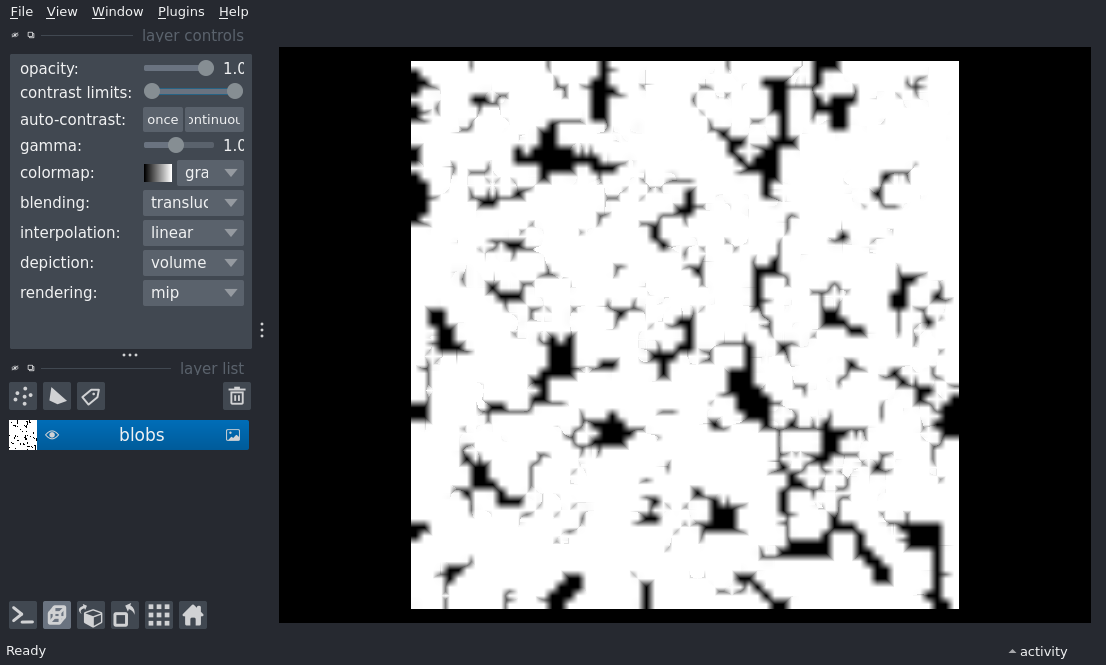 File View Window Plugins Help
layer controls
opacity: 1.0
contrast limits:
auto-contrast: once ontinuou
gamma: 1.0
colormap: gra
blending: transluc
interpolation: linear
depiction: volume
rendering: mip
layer list
blobs
Ready
activity